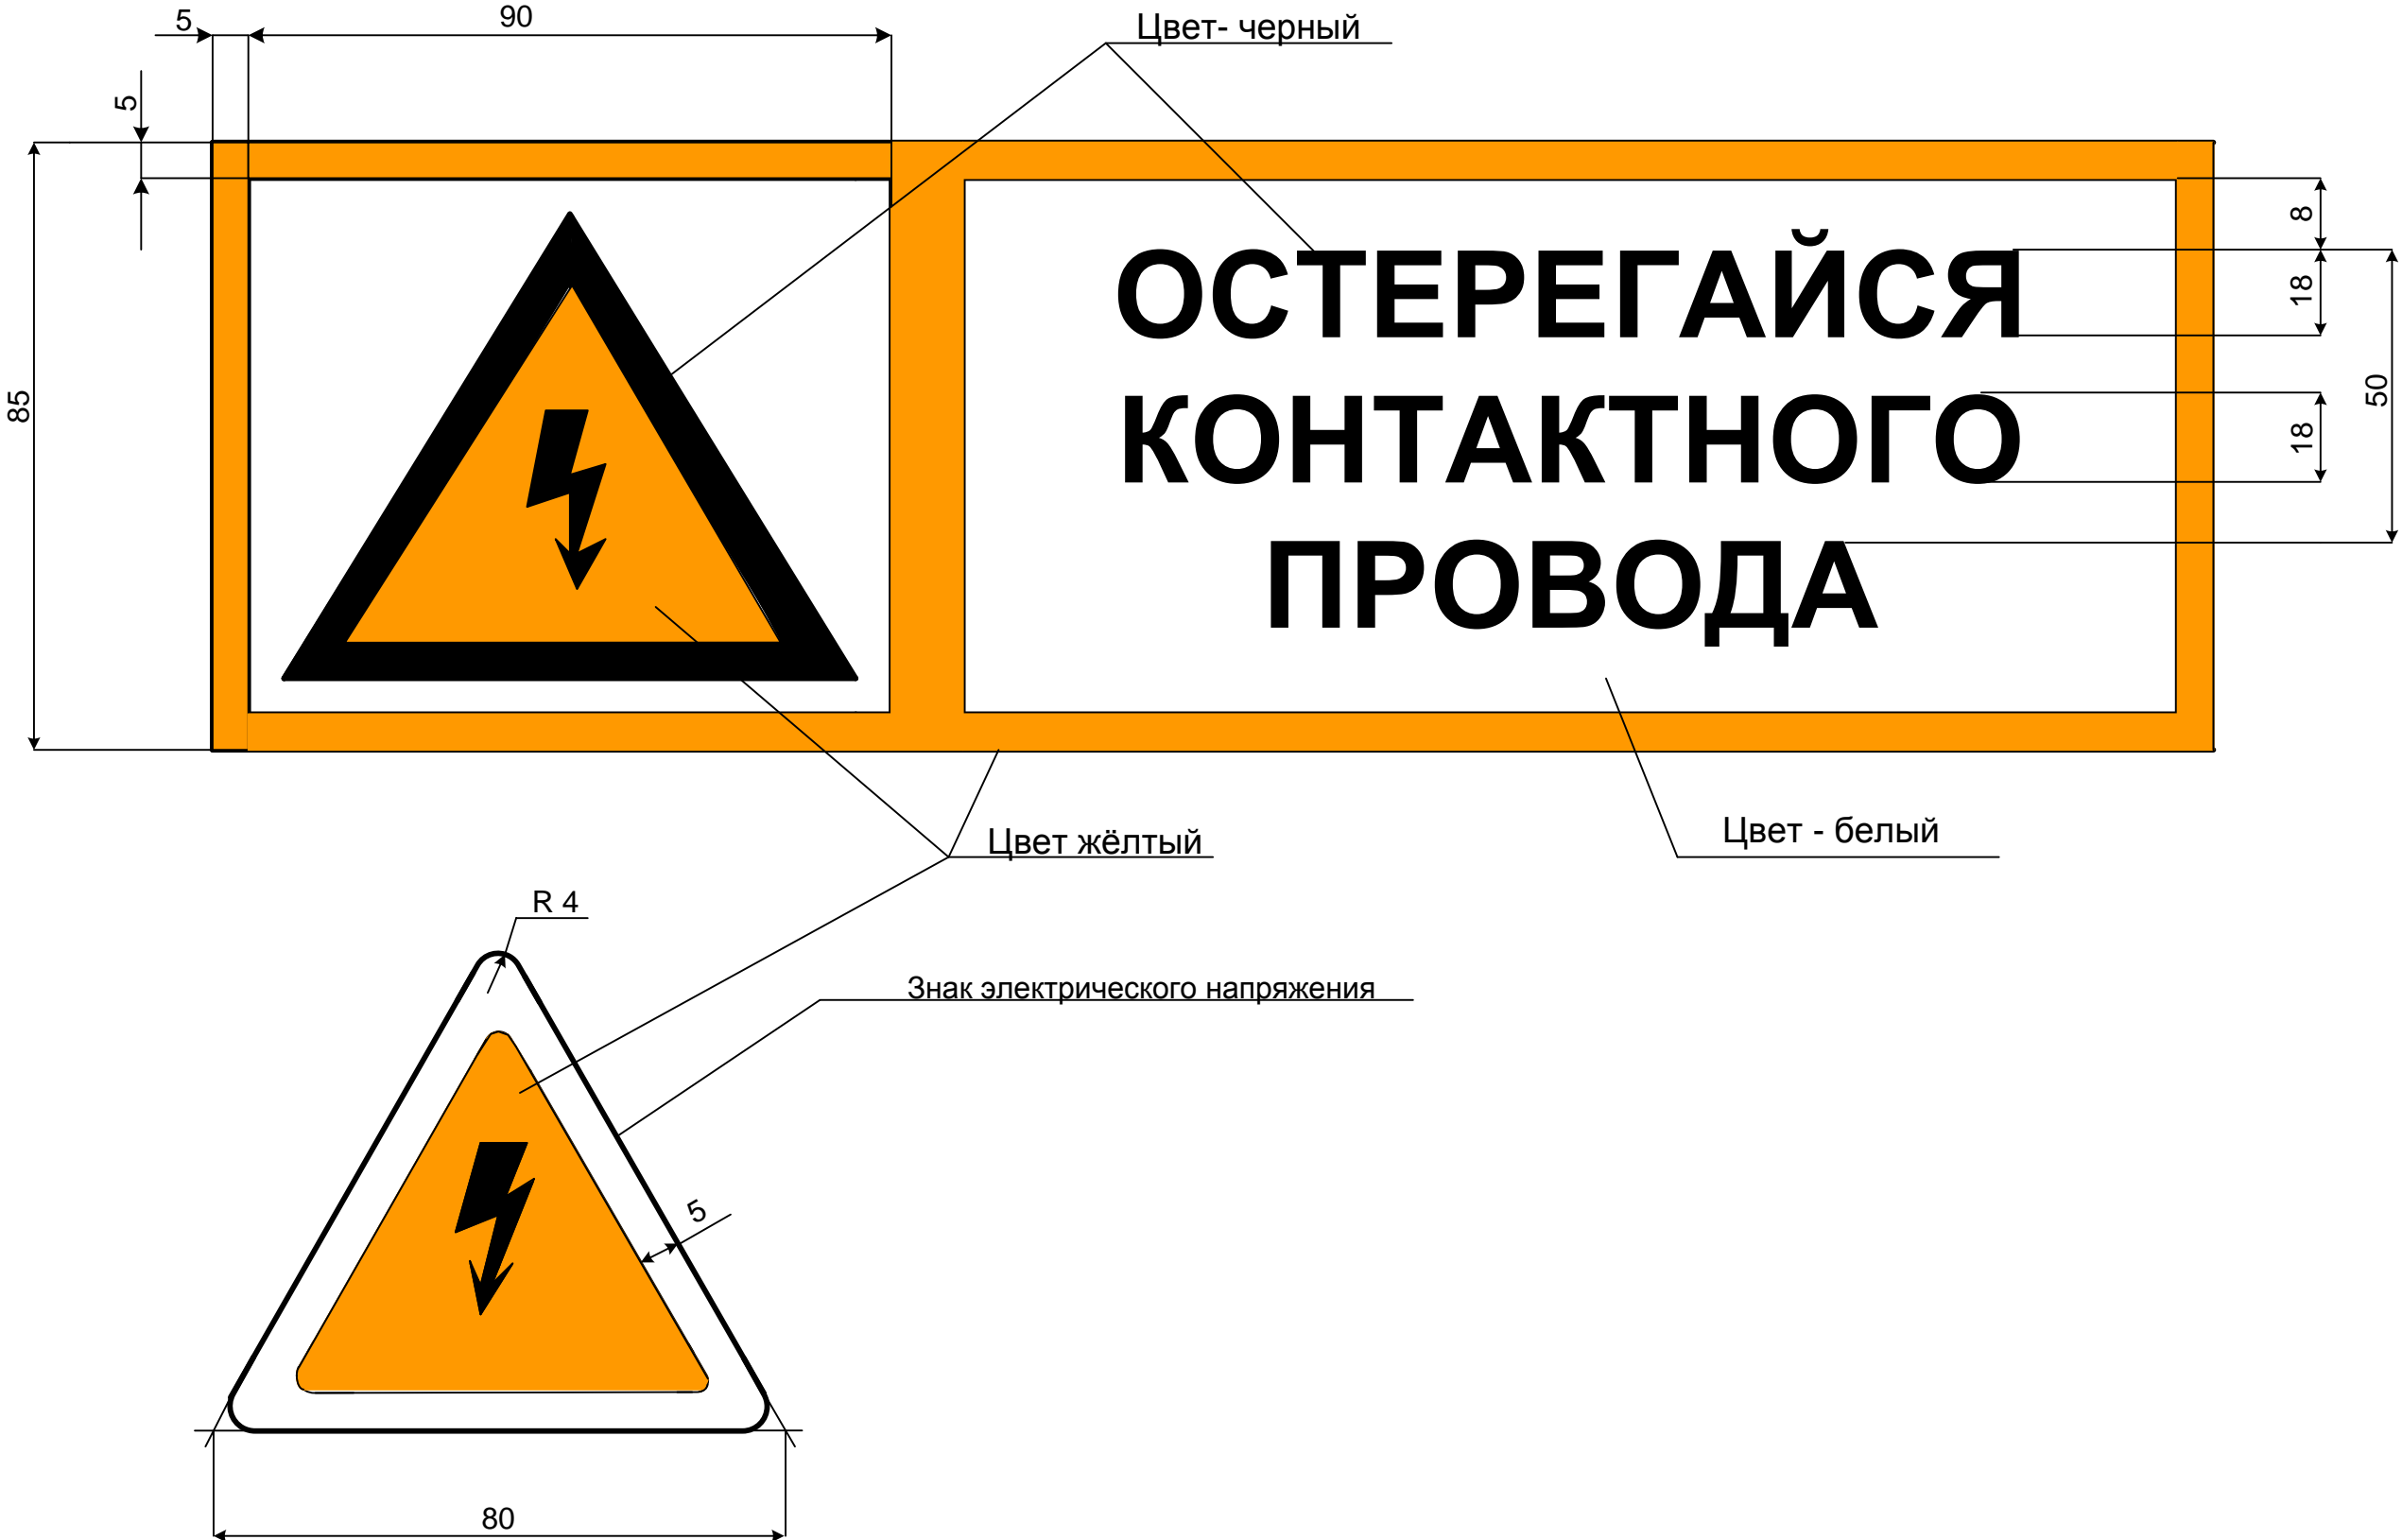 5
90
Цвет- черный
5
85
ОСТЕРЕГАЙСЯ
КОНТАКТНОГО
ПРОВОДА
8
18
18
50
Цвет жёлтый
Цвет - белый
R 4
Знак электрического напряжения
5
80